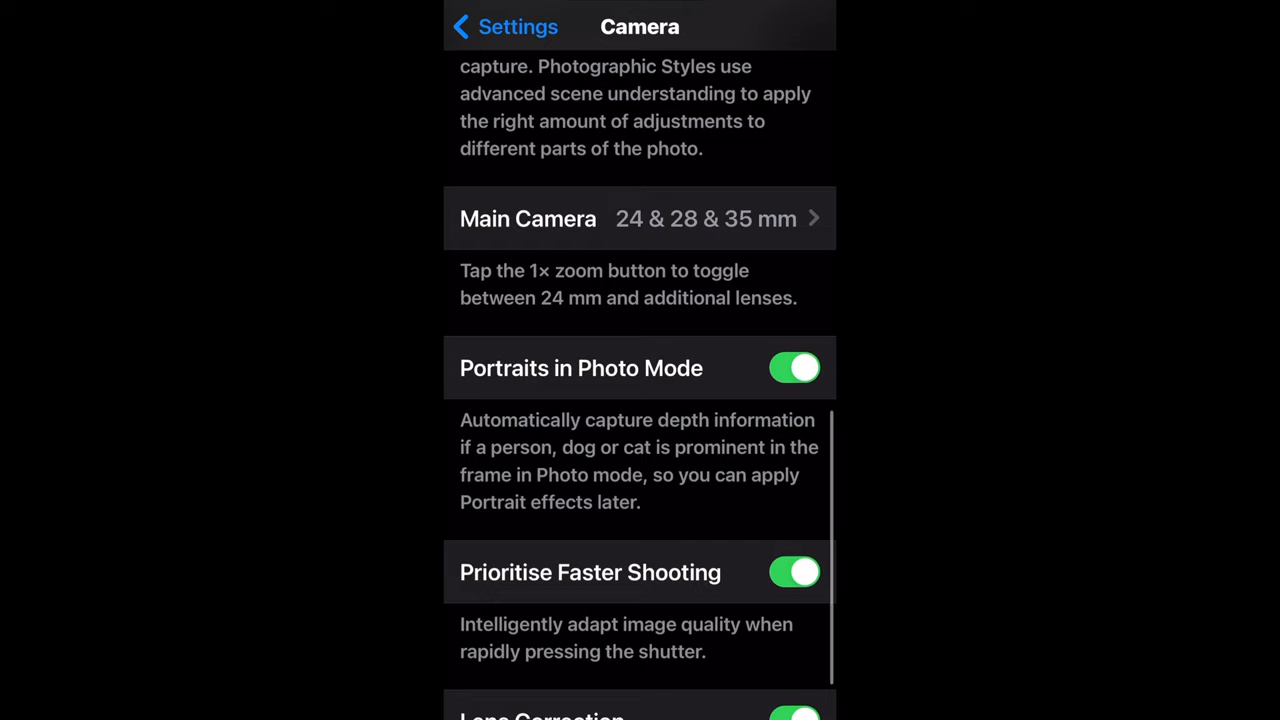 Settings
Camera
capture. Photographic Styles use
advanced scene understanding to apply
the right amount of adjustments to
different parts of the photo.
Main Camera 24 & 28 & 35 mm
Tap the 1× zoom button to toggle
between 24 mm and additional lenses.
Portraits in Photo Mode
Automatically capture depth information
if a person, dog or cat is prominent in the
frame in Photo mode, so you can apply
Portrait effects later.
Prioritise Faster Shooting
Intelligently adapt image quality when
rapidly pressing the shutter.
Lens Correction